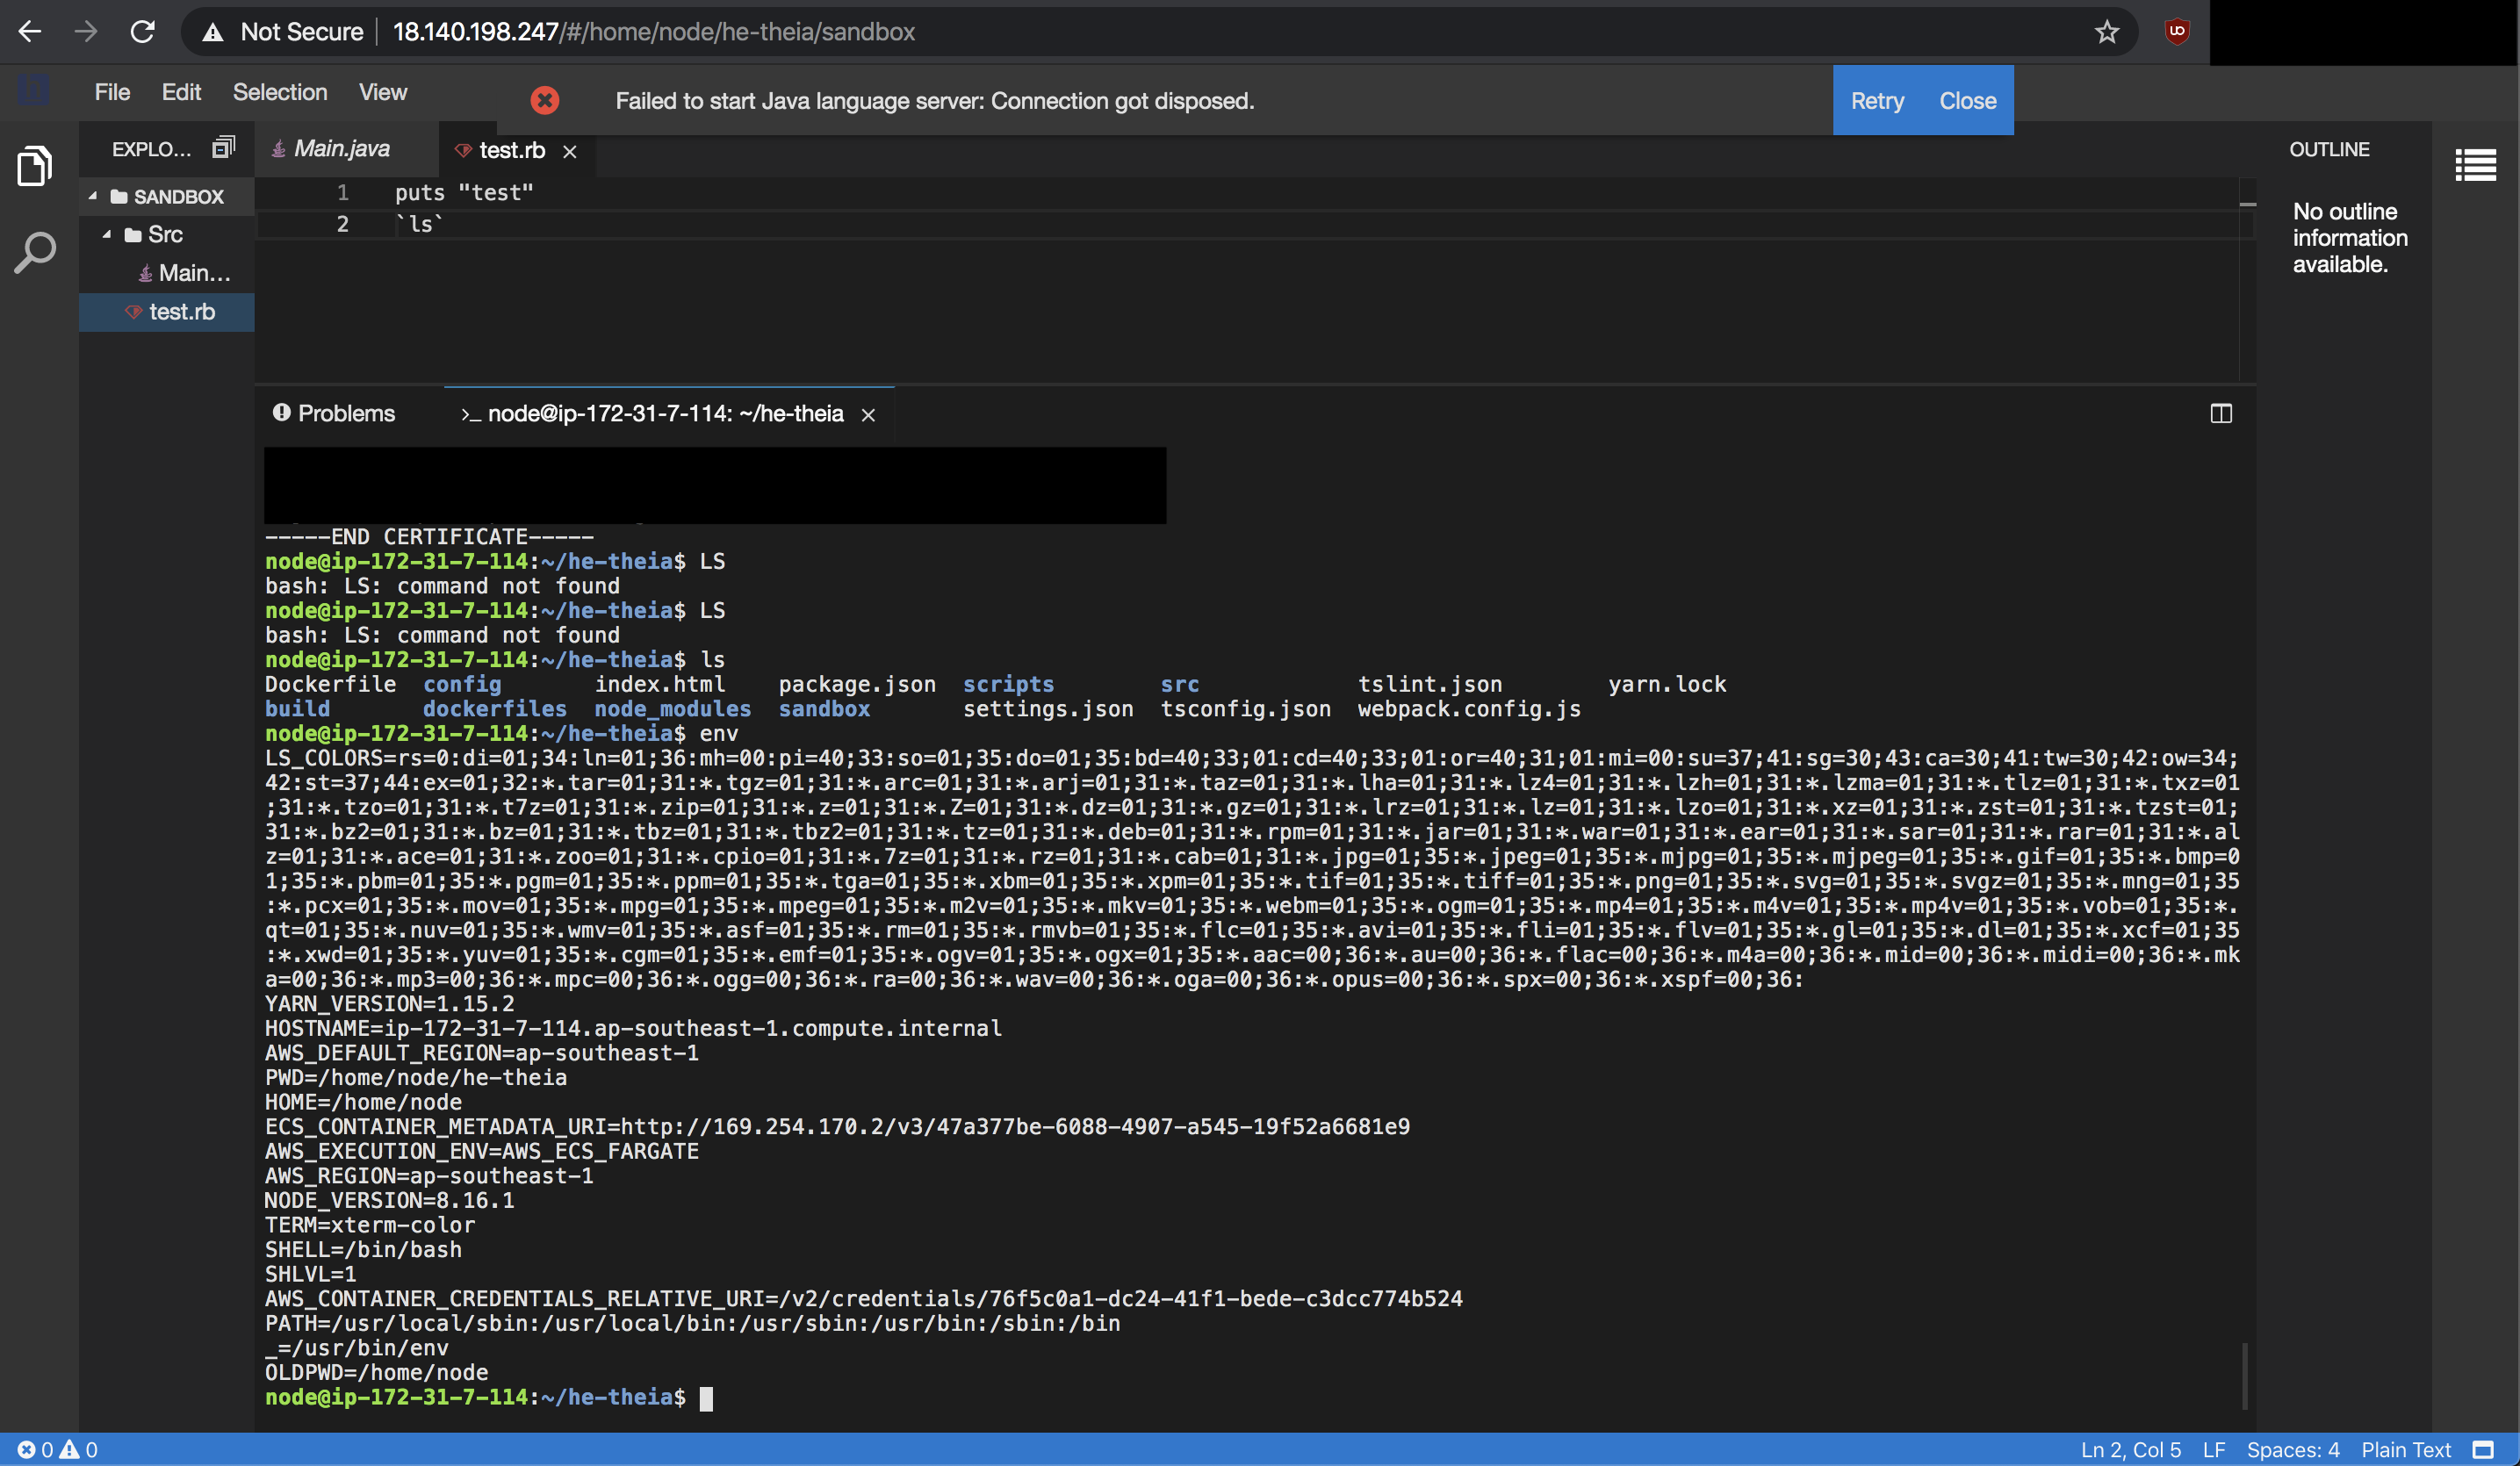 Not Secure | 18.140.198.247/#/home/node/he-theia/sandbox
File Edit Selection View
Failed to start Java language server: Connection got disposed.
Retry Close
EXPLO...
Main.java
test.rb
OUTLINE
SANDBOX
Src
Main...
test.rb
1 puts "test"
2 `ls`
No outline
information
available.
Problems
>_ node@ip-172-31-7-114: ~/he-theia
-----END CERTIFICATE-----
node@ip-172-31-7-114:~/he-theia$ LS
bash: LS: command not found
node@ip-172-31-7-114:~/he-theia$ LS
bash: LS: command not found
node@ip-172-31-7-114:~/he-theia$ ls
Dockerfile config index.html package.json scripts src tslint.json yarn.lock
build dockerfiles node_modules sandbox settings.json tsconfig.json webpack.config.js
node@ip-172-31-7-114:~/he-theia$ env
LS_COLORS=rs=0:di=01;34:ln=01;36:mh=00:pi=40;33:so=01;35:do=01;35:bd=40;33;01:cd=40;33;01:or=40;31;01:mi=00:su=37;41:sg=30;43:ca=30;41:tw=30;42:ow=34;
42:st=37;44:ex=01;32:*.tar=01;31:*.tgz=01;31:*.arc=01;31:*.arj=01;31:*.taz=01;31:*.lha=01;31:*.lz4=01;31:*.lzh=01;31:*.lzma=01;31:*.tlz=01;31:*.txz=01
;31:*.tzo=01;31:*.t7z=01;31:*.zip=01;31:*.z=01;31:*.Z=01;31:*.dz=01;31:*.gz=01;31:*.lrz=01;31:*.lz=01;31:*.lzo=01;31:*.xz=01;31:*.zst=01;31:*.tzst=01;
31:*.bz2=01;31:*.bz=01;31:*.tbz=01;31:*.tbz2=01;31:*.tz=01;31:*.deb=01;31:*.rpm=01;31:*.jar=01;31:*.war=01;31:*.ear=01;31:*.sar=01;31:*.rar=01;31:*.al
z=01;31:*.ace=01;31:*.zoo=01;31:*.cpio=01;31:*.7z=01;31:*.rz=01;31:*.cab=01;31:*.jpg=01;35:*.jpeg=01;35:*.mjpg=01;35:*.mjpeg=01;35:*.gif=01;35:*.bmp=0
1;35:*.pbm=01;35:*.pgm=01;35:*.ppm=01;35:*.tga=01;35:*.xbm=01;35:*.xpm=01;35:*.tif=01;35:*.tiff=01;35:*.png=01;35:*.svg=01;35:*.svgz=01;35:*.mng=01;35
:*.pcx=01;35:*.mov=01;35:*.mpg=01;35:*.mpeg=01;35:*.m2v=01;35:*.mkv=01;35:*.webm=01;35:*.ogm=01;35:*.mp4=01;35:*.m4v=01;35:*.mp4v=01;35:*.vob=01;35:*.
qt=01;35:*.nuv=01;35:*.wmv=01;35:*.asf=01;35:*.rm=01;35:*.rmvb=01;35:*.flc=01;35:*.avi=01;35:*.fli=01;35:*.flv=01;35:*.gl=01;35:*.dl=01;35:*.xcf=01;35
:*.xwd=01;35:*.yuv=01;35:*.cgm=01;35:*.emf=01;35:*.ogv=01;35:*.ogx=01;35:*.aac=00;36:*.au=00;36:*.flac=00;36:*.m4a=00;36:*.mid=00;36:*.midi=00;36:*.mk
a=00;36:*.mp3=00;36:*.mpc=00;36:*.ogg=00;36:*.ra=00;36:*.wav=00;36:*.oga=00;36:*.opus=00;36:*.spx=00;36:*.xspf=00;36:
YARN_VERSION=1.15.2
HOSTNAME=ip-172-31-7-114.ap-southeast-1.compute.internal
AWS_DEFAULT_REGION=ap-southeast-1
PWD=/home/node/he-theia
HOME=/home/node
ECS_CONTAINER_METADATA_URI=http://169.254.170.2/v3/47a377be-6088-4907-a545-19f52a6681e9
AWS_EXECUTION_ENV=AWS_ECS_FARGATE
AWS_REGION=ap-southeast-1
NODE_VERSION=8.16.1
TERM=xterm-color
SHELL=/bin/bash
SHLVL=1
AWS_CONTAINER_CREDENTIALS_RELATIVE_URI=/v2/credentials/76f5c0a1-dc24-41f1-bede-c3dcc774b524
PATH=/usr/local/sbin:/usr/local/bin:/usr/sbin:/usr/bin:/sbin:/bin
_=/usr/bin/env
OLDPWD=/home/node
node@ip-172-31-7-114:~/he-theia$
0 0
Ln 2, Col 5 LF Spaces: 4 Plain Text